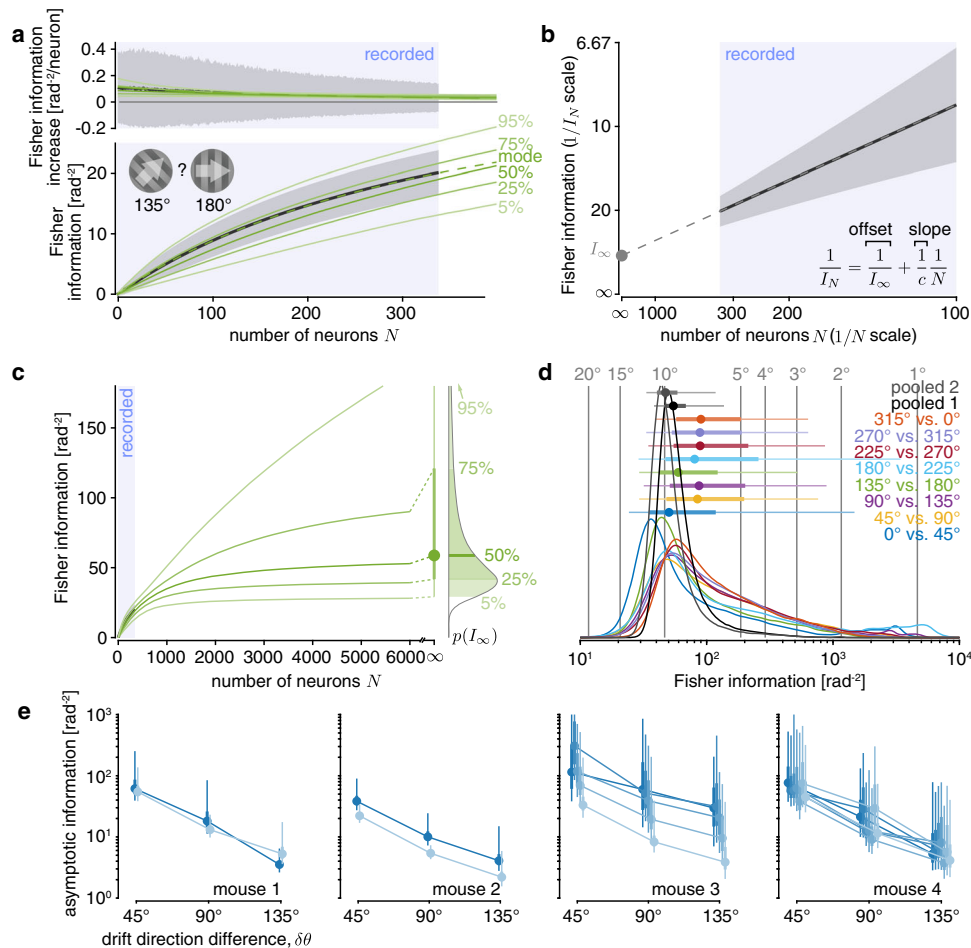 a
Fisher information
increase [rad⁻²/neuron]
0.4
0.2
0
-0.2
recorded
Fisher
information [rad⁻²]
20
10
0
135°
?
180°
95%
75%
mode
50%
25%
5%
0
100
200
300
number of neurons N
b
Fisher information (1/I_N scale)
6.67
10
20
∞
I_∞
recorded
offset
slope
1/I_N = 1/I_∞ + 1/c 1/N
∞
1000
300
200
100
number of neurons N (1/N scale)
c
Fisher information [rad⁻²]
150
100
50
0
recorded
95%
75%
50%
25%
5%
p(I_∞)
0
1000
2000
3000
4000
5000
6000
∞
number of neurons N
d
20°
15°
10°
5°
4°
3°
2°
1°
pooled 2
pooled 1
315° vs. 0°
270° vs. 315°
225° vs. 270°
180° vs. 225°
135° vs. 180°
90° vs. 135°
45° vs. 90°
0° vs. 45°
10¹
10²
10³
10⁴
Fisher information [rad⁻²]
e
asymptotic information [rad⁻²]
10³
10²
10¹
10⁰
mouse 1
mouse 2
mouse 3
mouse 4
45°
90°
135°
45°
90°
135°
45°
90°
135°
45°
90°
135°
drift direction difference, δθ